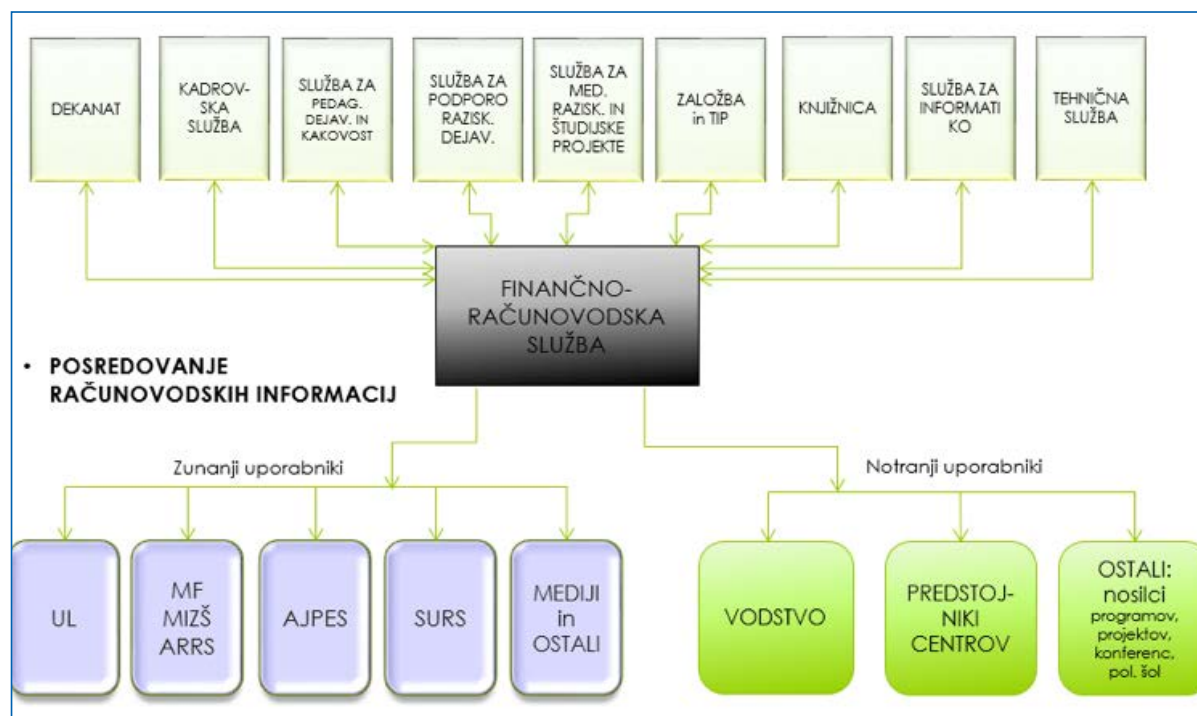 DEKANAT
KADROV-
SKA
SLUŽBA
SLUŽBA ZA
PEDAG.
DEJAV. IN
KAKOVOST
SLUŽBA ZA
PODPORO
RAZISK.
DEJAV.
SLUŽBA ZA
MED.
RAZISK. IN
ŠTUDIJSKE
PROJEKTE
ZALOŽBA
in TIP
KNJIŽNICA
SLUŽBA ZA
INFORMATI
KO
TEHNIČNA
SLUŽBA
FINANČNO-
RAČUNOVODSKA
SLUŽBA
• POSREDOVANJE
RAČUNOVODSKIH INFORMACIJ
Zunanji uporabniki
Notranji uporabniki
UL
MF
MIZŠ
ARRS
AJPES
SURS
MEDIJI
in
OSTALI
VODSTVO
PREDSTOJ-
NIKI
CENTROV
OSTALI:
nosilci
programov,
projektov,
konferenc,
pol. šol